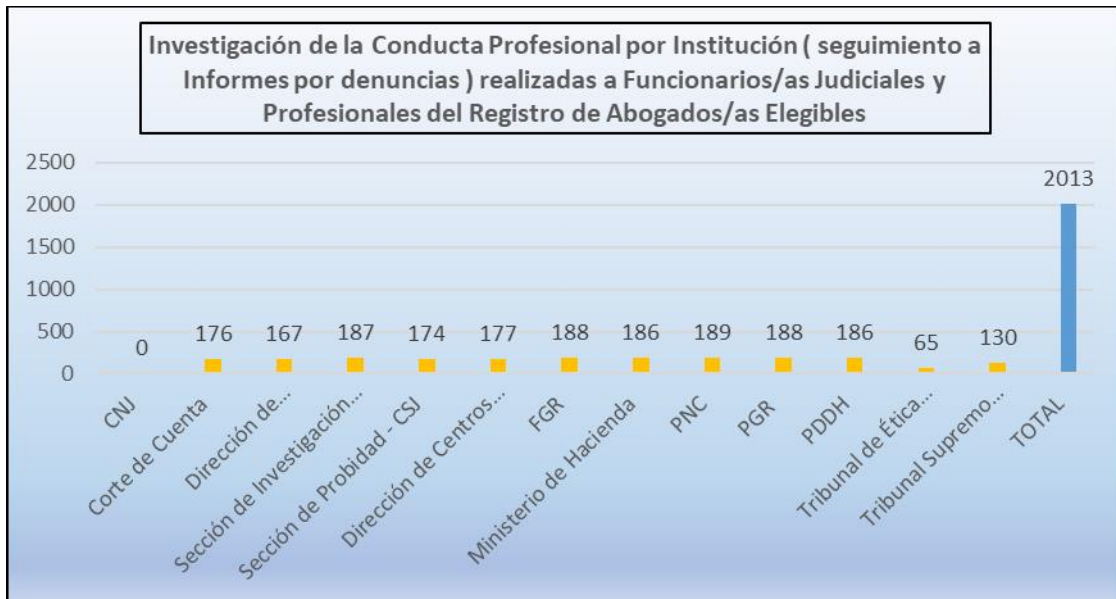 Investigación de la Conducta Profesional por Institución ( seguimiento a
Informes por denuncias ) realizadas a Funcionarios/as Judiciales y
Profesionales del Registro de Abogados/as Elegibles
2500
2000
1500
1000
500
0
0
176
167
187
174
177
188
186
189
188
186
65
130
2013
CNJ
Corte de Cuenta
Dirección de...
Sección de Investigación...
Sección de Probidad - CSJ
Dirección de Centros...
FGR
Ministerio de Hacienda
PNC
PGR
PDDH
Tribunal de Ética...
Tribunal Supremo...
TOTAL